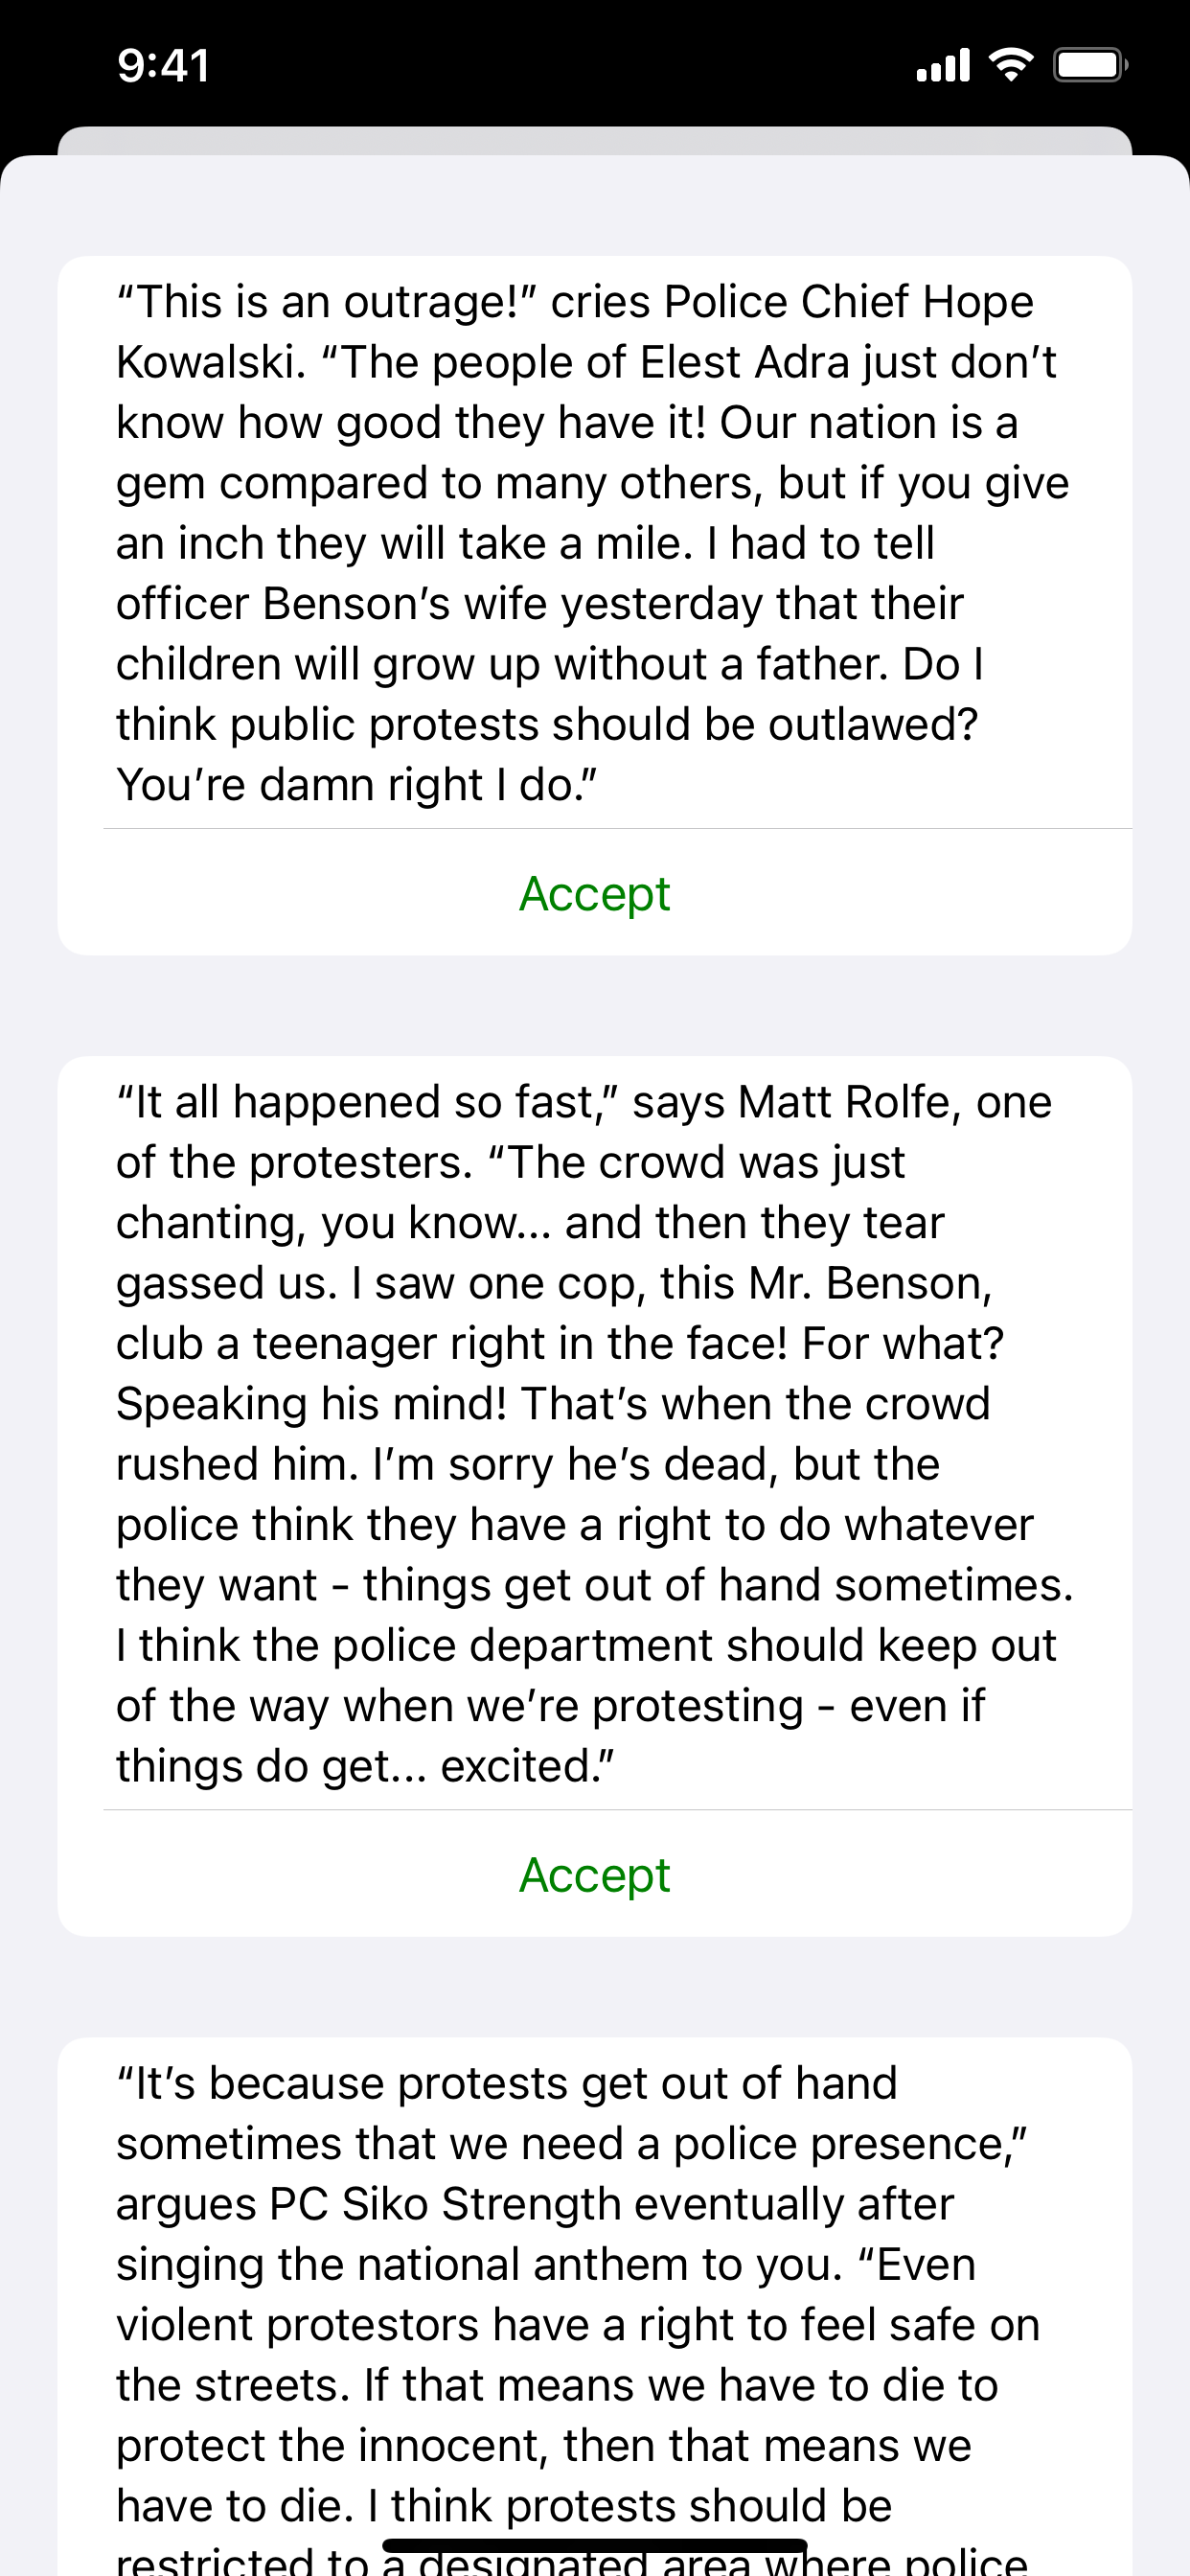 9:41
“This is an outrage!” cries Police Chief Hope
Kowalski. “The people of Elest Adra just don’t
know how good they have it! Our nation is a
gem compared to many others, but if you give
an inch they will take a mile. I had to tell
officer Benson’s wife yesterday that their
children will grow up without a father. Do I
think public protests should be outlawed?
You’re damn right I do.”
Accept
“It all happened so fast,” says Matt Rolfe, one
of the protesters. “The crowd was just
chanting, you know... and then they tear
gassed us. I saw one cop, this Mr. Benson,
club a teenager right in the face! For what?
Speaking his mind! That’s when the crowd
rushed him. I’m sorry he’s dead, but the
police think they have a right to do whatever
they want - things get out of hand sometimes.
I think the police department should keep out
of the way when we’re protesting - even if
things do get... excited.”
Accept
“It’s because protests get out of hand
sometimes that we need a police presence,”
argues PC Siko Strength eventually after
singing the national anthem to you. “Even
violent protestors have a right to feel safe on
the streets. If that means we have to die to
protect the innocent, then that means we
have to die. I think protests should be
restricted to a designated area where police